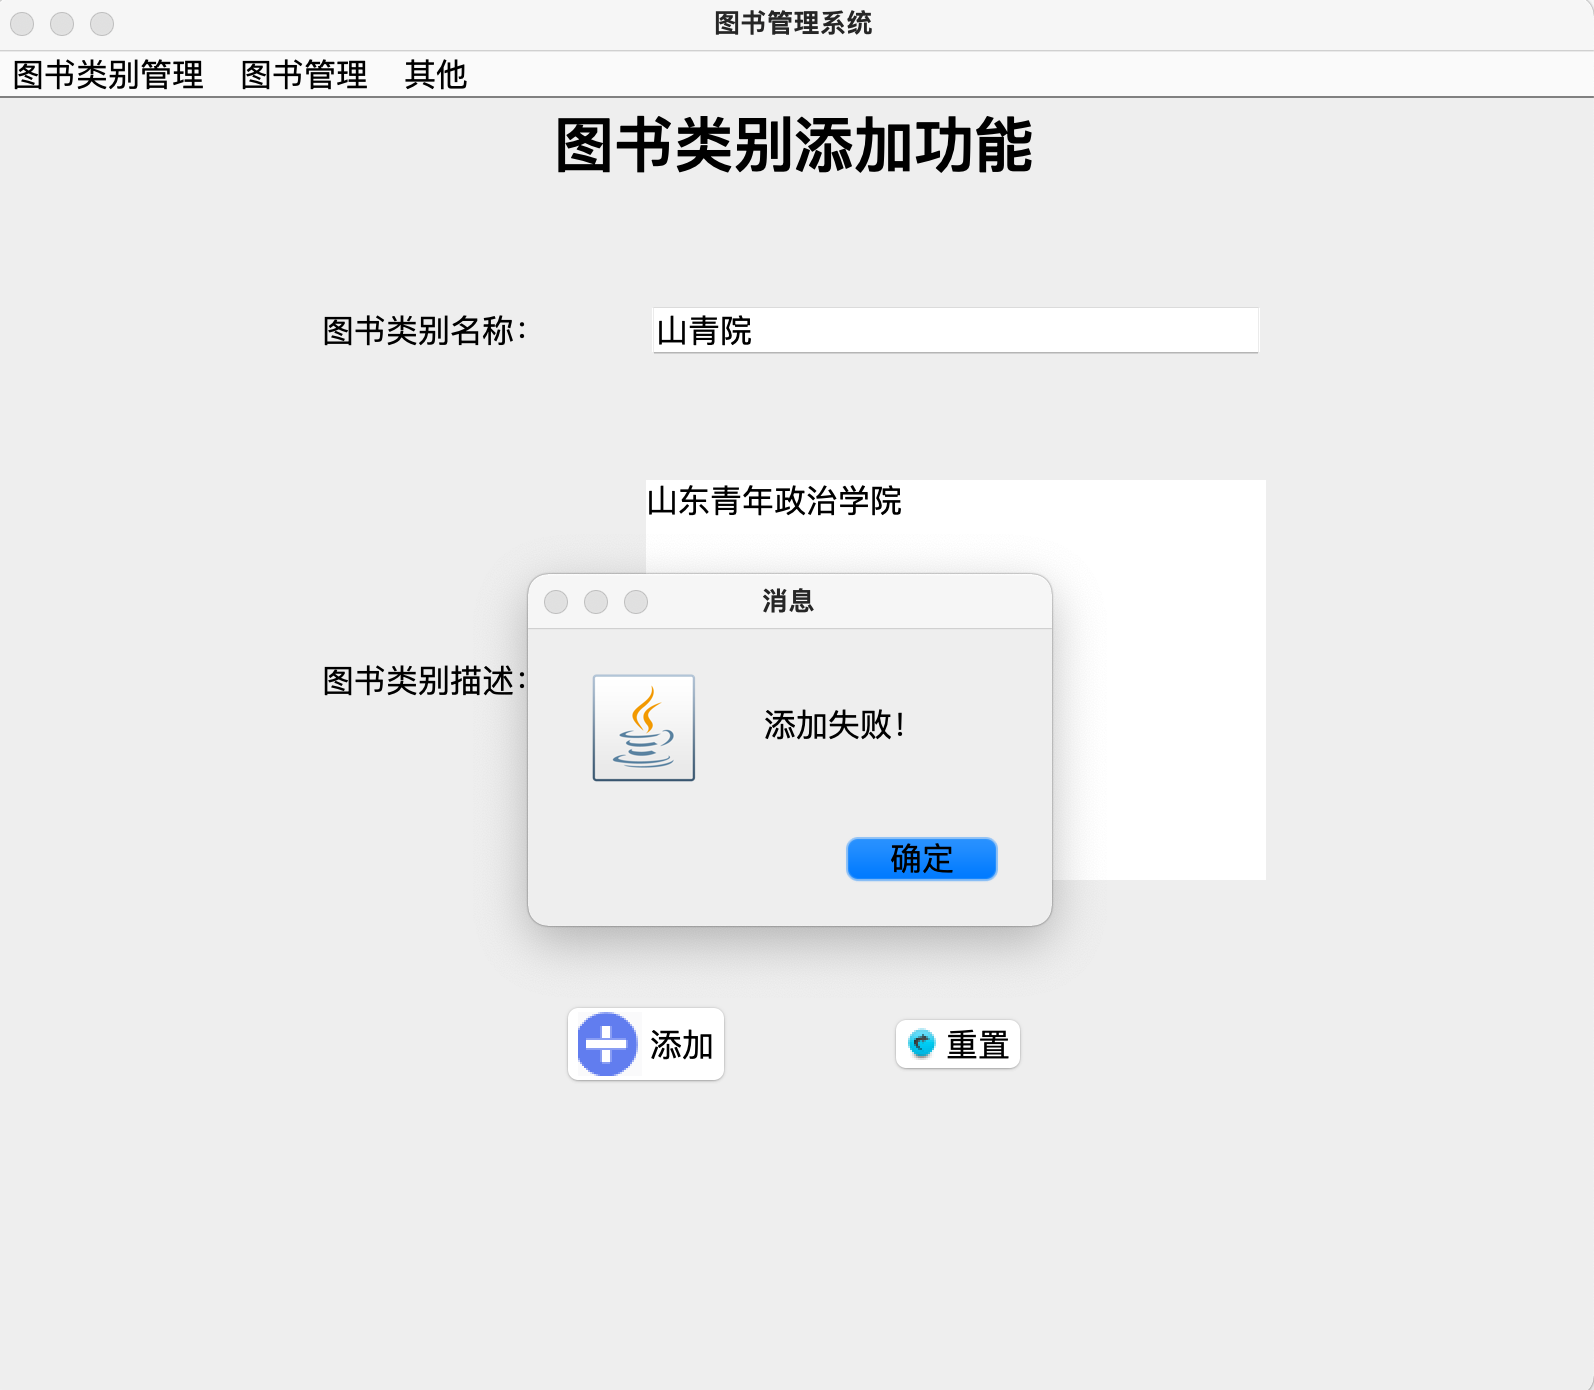 图书管理系统
图书类别管理 图书管理 其他
图书类别添加功能
图书类别名称： 山青院
山东青年政治学院
图书类别描述：
消息
添加失败！
确定
添加 重置